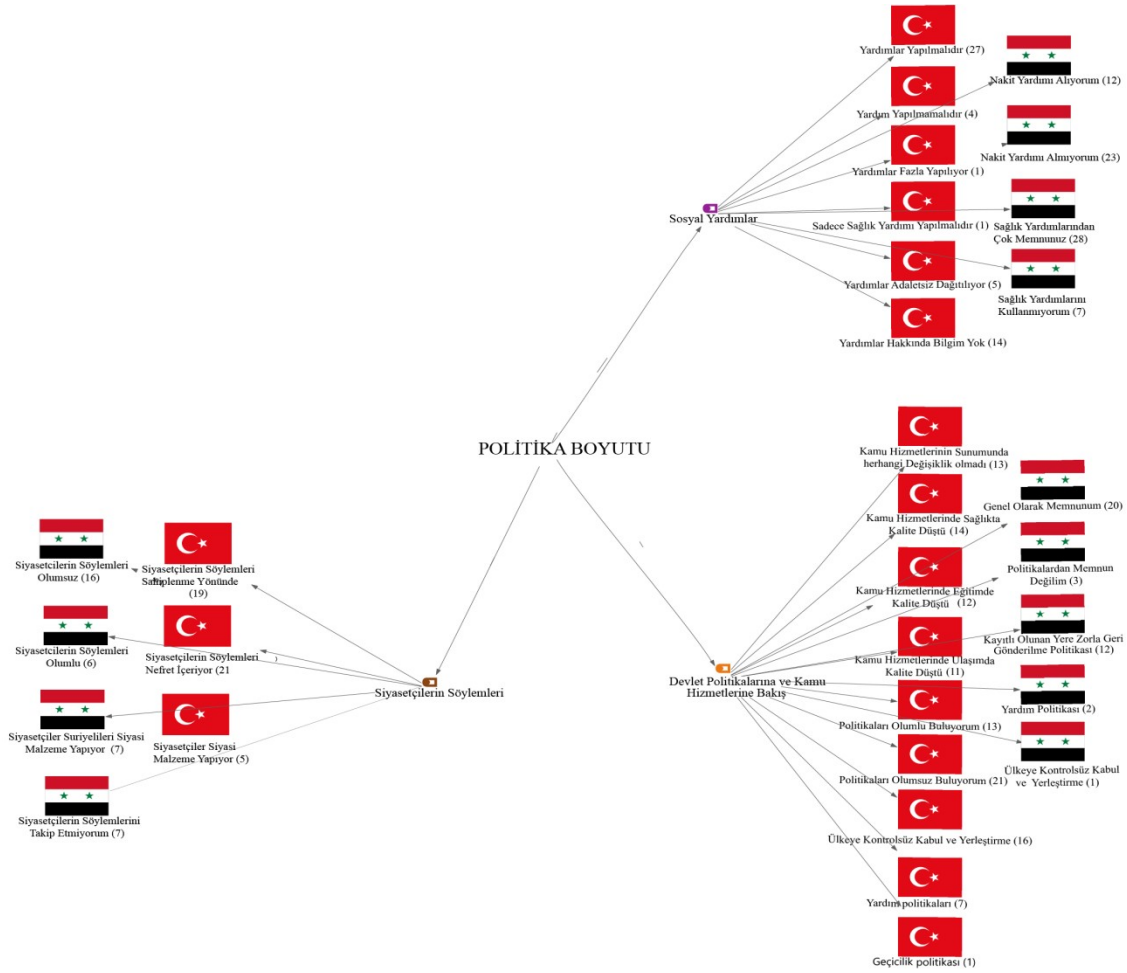 Yardımlar Yapılmalıdır (27)
Nakit Yardımı Alıyorum (12)
Yardım Yapılmamalıdır (4)
Nakit Yardımı Almıyorum (23)
Yardımlar Fazla Yapılıyor (1)
Sosyal Yardımlar
Sadece Sağlık Yardımı Yapılmalıdır (1)
Sağlık Yardımlarından
Çok Memnunuz (28)
Yardımlar Adaletsiz Dağıtılıyor (5)
Sağlık Yardımlarını
Kullanmıyorum (7)
Yardımlar Hakkında Bilgim Yok (14)
POLİTİKA BOYUTU
Kamu Hizmetlerinin Sunumunda
herhangi Değişiklik olmadı (13)
Genel Olarak Memnunum (20)
Kamu Hizmetlerinde Sağlıkta
Kalite Düştü (14)
Politikalardan Memnun
Değilim (3)
Kamu Hizmetlerinde Eğitimde
Kalite Düştü (12)
Kayıtlı Olunan Yere Zorla Geri
Gönderilme Politikası (12)
Kamu Hizmetlerinde Ulaşımda
Kalite Düştü (11)
Devlet Politikalarına ve Kamu
Hizmetlerine Bakış
Yardım Politikası (2)
Politikaları Olumlu Buluyorum (13)
Ülkeye Kontrolsüz Kabul
ve Yerleştirme (1)
Politikaları Olumsuz Buluyorum (21)
Ülkeye Kontrolsüz Kabul ve Yerleştirme (16)
Yardım politikaları (7)
Geçicilik politikası (1)
Siyasetçilerin Söylemleri
Siyasetcilerin Söylemleri
Olumsuz (16)
Siyasetçilerin Söylemleri
Sahiplenme Yönünde
(19)
Siyasetcilerin Söylemleri
Olumlu (6)
Siyasetçilerin Söylemleri
Nefret İçeriyor (21 )
Siyasetçiler Suriyelileri Siyasi
Malzeme Yapıyor (7)
Siyasetçiler Siyasi
Malzeme Yapıyor (5)
Siyasetçilerin Söylemlerini
Takip Etmiyorum (7)